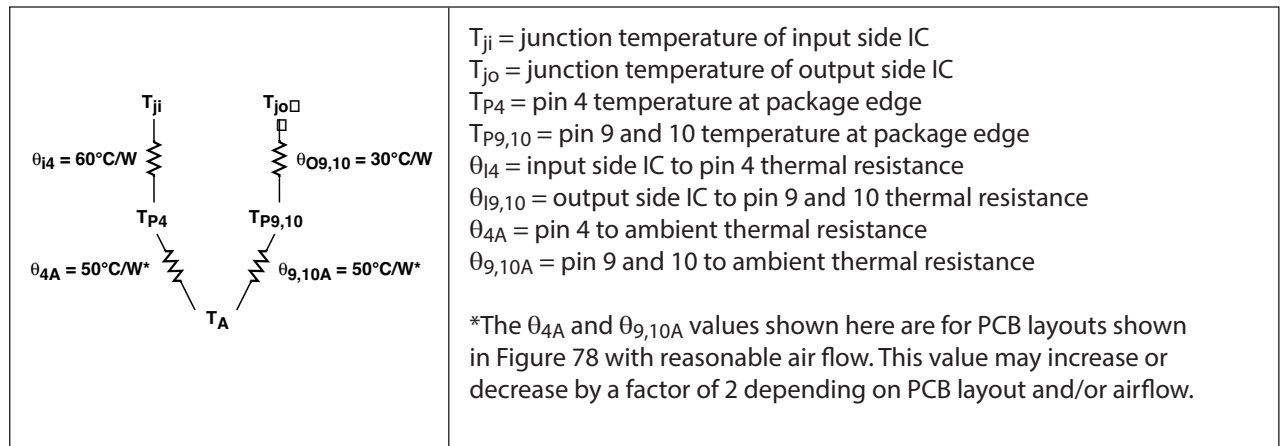 Tji
Tjo□
□
θi4 = 60°C/W
θO9,10 = 30°C/W
TP4
TP9,10
θ4A = 50°C/W*
θ9,10A = 50°C/W*
TA
Tji = junction temperature of input side IC
Tjo = junction temperature of output side IC
TP4 = pin 4 temperature at package edge
TP9,10 = pin 9 and 10 temperature at package edge
θI4 = input side IC to pin 4 thermal resistance
θI9,10 = output side IC to pin 9 and 10 thermal resistance
θ4A = pin 4 to ambient thermal resistance
θ9,10A = pin 9 and 10 to ambient thermal resistance
*The θ4A and θ9,10A values shown here are for PCB layouts shown
in Figure 78 with reasonable air flow. This value may increase or
decrease by a factor of 2 depending on PCB layout and/or airflow.